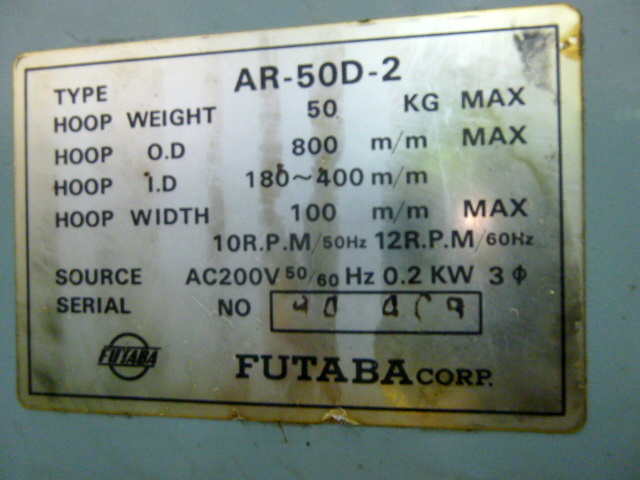 TYPE AR-50D-2
HOOP WEIGHT 50 KG MAX
HOOP O.D 800 m/m MAX
HOOP I.D 180~400 m/m
HOOP WIDTH 100 m/m MAX
10R.P.M/50Hz 12R.P.M/60Hz
SOURCE AC200V 50/60 Hz 0.2 KW 3 ϕ
SERIAL NO
FUTABA
FUTABA CORP.